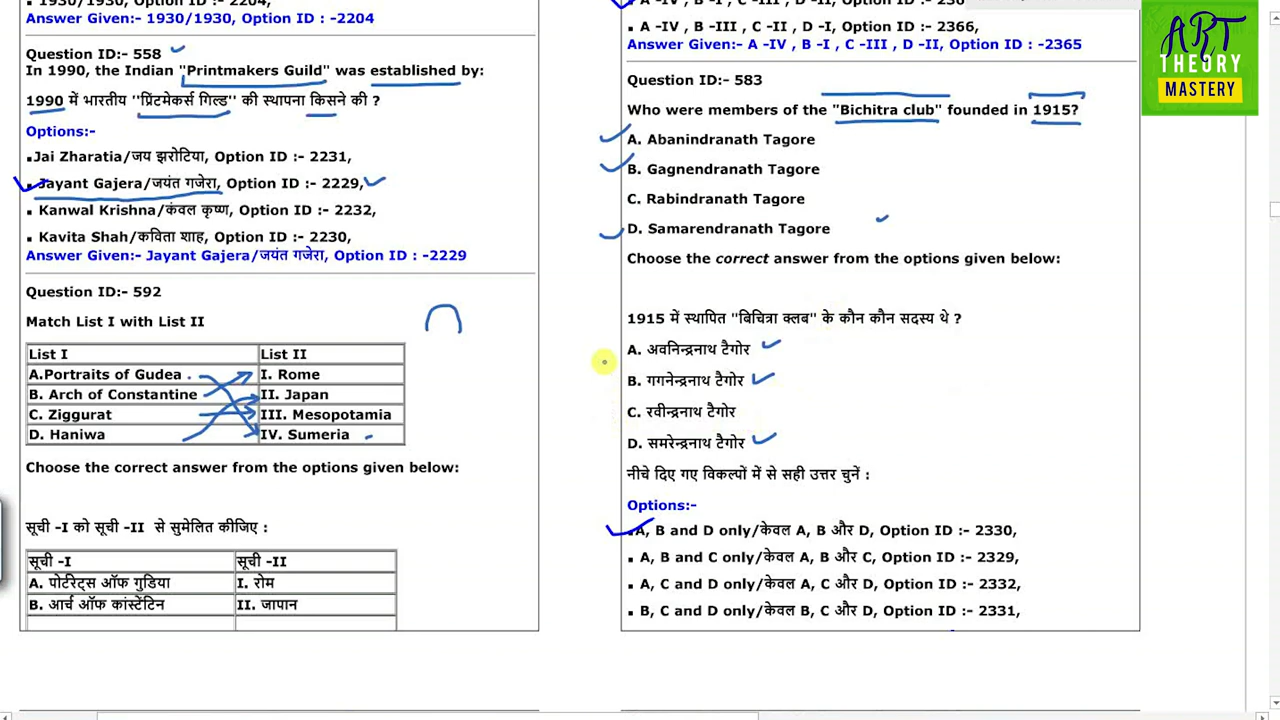 1930/1930, Option ID :- 2204,
Answer Given:- 1930/1930, Option ID :-2204
Question ID:- 558
In 1990, the Indian "Printmakers Guild" was established by:
1990 में भारतीय "प्रिंटमेकर्स गिल्ड" की स्थापना किसने की ?
Options:-
Jai Zharatia/जय झरोटिया, Option ID :- 2231,
Jayant Gajera/जयंत गजेरा, Option ID :- 2229,
Kanwal Krishna/कंवल कृष्ण, Option ID :- 2232,
Kavita Shah/कविता शाह, Option ID :- 2230,
Answer Given:- Jayant Gajera/जयंत गजेरा, Option ID :-2229
Question ID:- 592
Match List I with List II
List I List II
A.Portraits of Gudea I. Rome
B. Arch of Constantine II. Japan
C. Ziggurat III. Mesopotamia
D. Haniwa IV. Sumeria
Choose the correct answer from the options given below:
सूची -I को सूची -II से सुमेलित कीजिए :
सूची -I सूची -II
A. पोर्टरेट्स ऑफ गुडिया I. रोम
B. आर्च ऑफ कांस्टेंटिन II. जापान
A -IV , B -I , C -III , D -II, Option ID :- 236
A -IV , B -III , C -II , D -I, Option ID :- 2366,
Answer Given:- A -IV , B -I , C -III , D -II, Option ID : -2365
Question ID:- 583
Who were members of the "Bichitra club" founded in 1915?
A. Abanindranath Tagore
B. Gagnendranath Tagore
C. Rabindranath Tagore
D. Samarendranath Tagore
Choose the correct answer from the options given below:
1915 में स्थापित "बिचित्रा क्लब" के कौन कौन सदस्य थे ?
A. अवनिन्द्रनाथ टैगोर
B. गगनेन्द्रनाथ टैगोर
C. रवीन्द्रनाथ टैगोर
D. समरेन्द्रनाथ टैगोर
नीचे दिए गए विकल्पों में से सही उत्तर चुनें :
Options:-
A, B and D only/केवल A, B और D, Option ID :- 2330,
A, B and C only/केवल A, B और C, Option ID :- 2329,
A, C and D only/केवल A, C और D, Option ID :- 2332,
B, C and D only/केवल B, C और D, Option ID :- 2331,
ART
THEORY
MASTERY